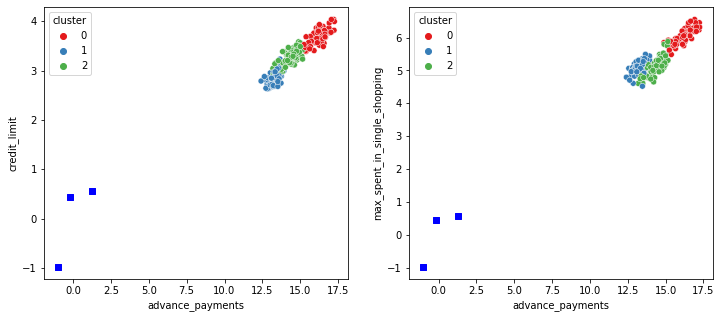 cluster
0
1
2
4
3
2
1
0
−1
credit_limit
0.0 2.5 5.0 7.5 10.0 12.5 15.0 17.5
advance_payments
cluster
0
1
2
6
5
4
3
2
1
0
−1
max_spent_in_single_shopping
0.0 2.5 5.0 7.5 10.0 12.5 15.0 17.5
advance_payments